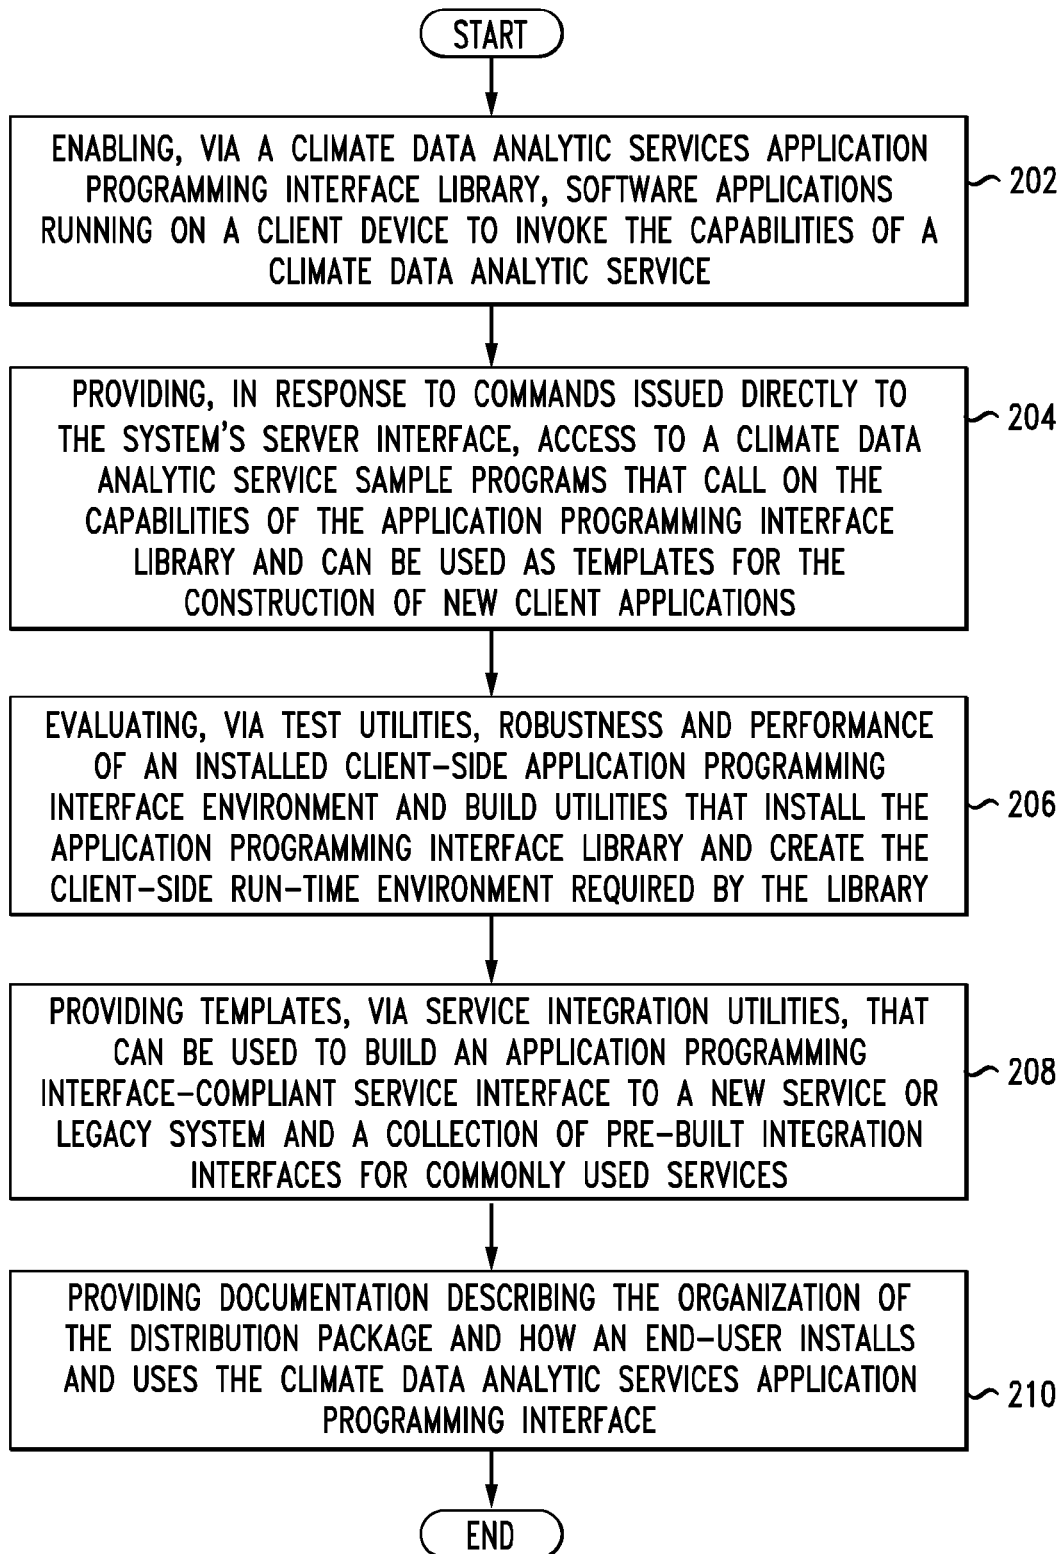 START
ENABLING, VIA A CLIMATE DATA ANALYTIC SERVICES APPLICATION
PROGRAMMING INTERFACE LIBRARY, SOFTWARE APPLICATIONS
RUNNING ON A CLIENT DEVICE TO INVOKE THE CAPABILITIES OF A
CLIMATE DATA ANALYTIC SERVICE
202
PROVIDING, IN RESPONSE TO COMMANDS ISSUED DIRECTLY TO
THE SYSTEM'S SERVER INTERFACE, ACCESS TO A CLIMATE DATA
ANALYTIC SERVICE SAMPLE PROGRAMS THAT CALL ON THE
CAPABILITIES OF THE APPLICATION PROGRAMMING INTERFACE
LIBRARY AND CAN BE USED AS TEMPLATES FOR THE
CONSTRUCTION OF NEW CLIENT APPLICATIONS
204
EVALUATING, VIA TEST UTILITIES, ROBUSTNESS AND PERFORMANCE
OF AN INSTALLED CLIENT-SIDE APPLICATION PROGRAMMING
INTERFACE ENVIRONMENT AND BUILD UTILITIES THAT INSTALL THE
APPLICATION PROGRAMMING INTERFACE LIBRARY AND CREATE THE
CLIENT-SIDE RUN-TIME ENVIRONMENT REQUIRED BY THE LIBRARY
206
PROVIDING TEMPLATES, VIA SERVICE INTEGRATION UTILITIES, THAT
CAN BE USED TO BUILD AN APPLICATION PROGRAMMING
INTERFACE-COMPLIANT SERVICE INTERFACE TO A NEW SERVICE OR
LEGACY SYSTEM AND A COLLECTION OF PRE-BUILT INTEGRATION
INTERFACES FOR COMMONLY USED SERVICES
208
PROVIDING DOCUMENTATION DESCRIBING THE ORGANIZATION OF
THE DISTRIBUTION PACKAGE AND HOW AN END-USER INSTALLS
AND USES THE CLIMATE DATA ANALYTIC SERVICES APPLICATION
PROGRAMMING INTERFACE
210
END